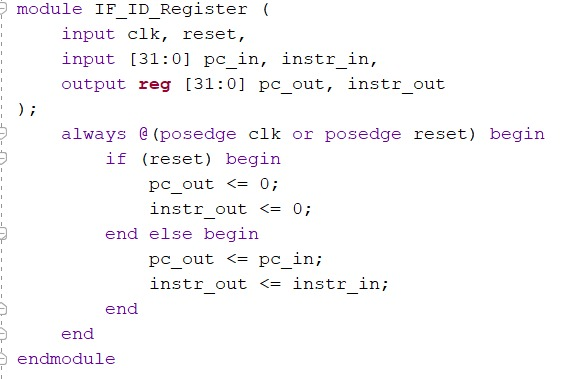 module IF_ID_Register (
    input clk, reset,
    input [31:0] pc_in, instr_in,
    output reg [31:0] pc_out, instr_out
);
    always @(posedge clk or posedge reset) begin
        if (reset) begin
            pc_out <= 0;
            instr_out <= 0;
        end else begin
            pc_out <= pc_in;
            instr_out <= instr_in;
        end
    end
endmodule